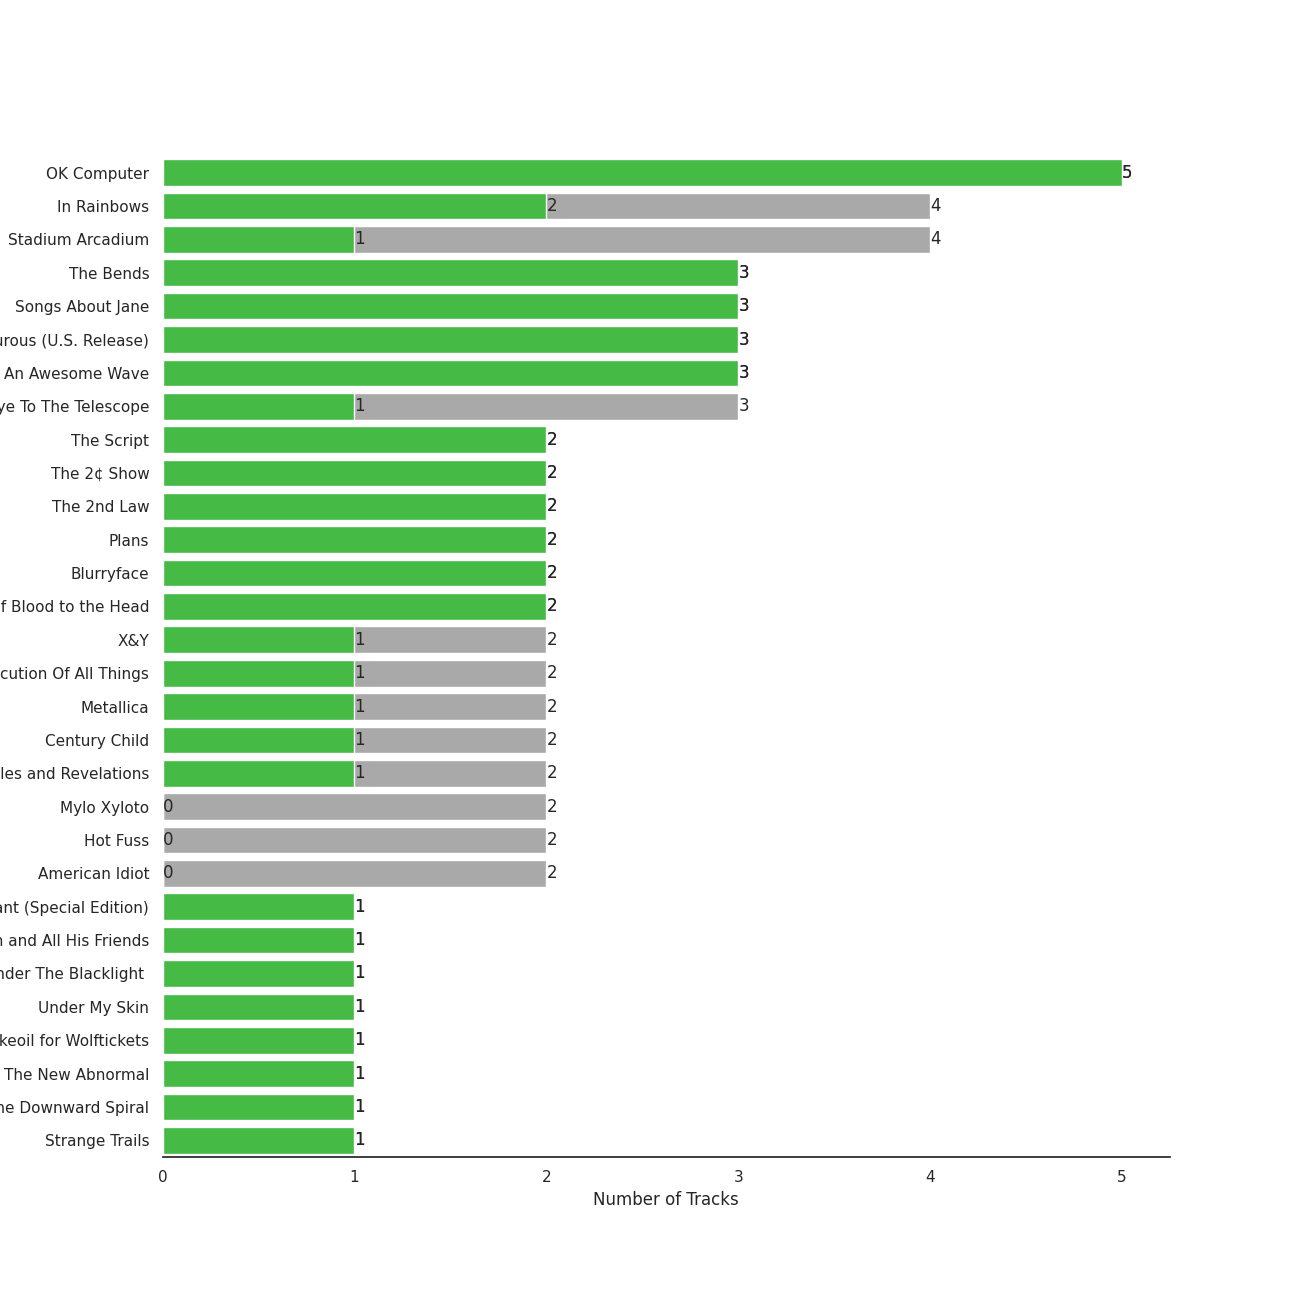 OK Computer 5
In Rainbows 2 4
Stadium Arcadium 1 4
The Bends 3
Songs About Jane 3
urous (U.S. Release) 3
An Awesome Wave 3
ye To The Telescope 1 3
The Script 2
The 2¢ Show 2
The 2nd Law 2
Plans 2
Blurryface 2
f Blood to the Head 2
X&Y 1 2
cution Of All Things 1 2
Metallica 1 2
Century Child 1 2
les and Revelations 1 2
Mylo Xyloto 0 2
Hot Fuss 0 2
American Idiot 0 2
ant (Special Edition) 1
n and All His Friends 1
nder The Blacklight 1
Under My Skin 1
keoil for Wolftickets 1
The New Abnormal 1
he Downward Spiral 1
Strange Trails 1
0 1 2 3 4 5
Number of Tracks